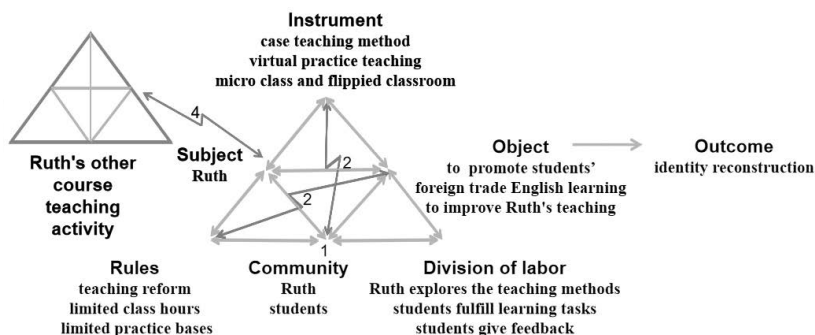 Instrument
case teaching method
virtual practice teaching
micro class and flippied classroom
4
Ruth's other
course
teaching
activity
Subject
Ruth
2
2
1
Object
to promote students’
foreign trade English learning
to improve Ruth's teaching
Outcome
identity reconstruction
Rules
teaching reform
limited class hours
limited practice bases
Community
Ruth
students
Division of labor
Ruth explores the teaching methods
students fulfill learning tasks
students give feedback